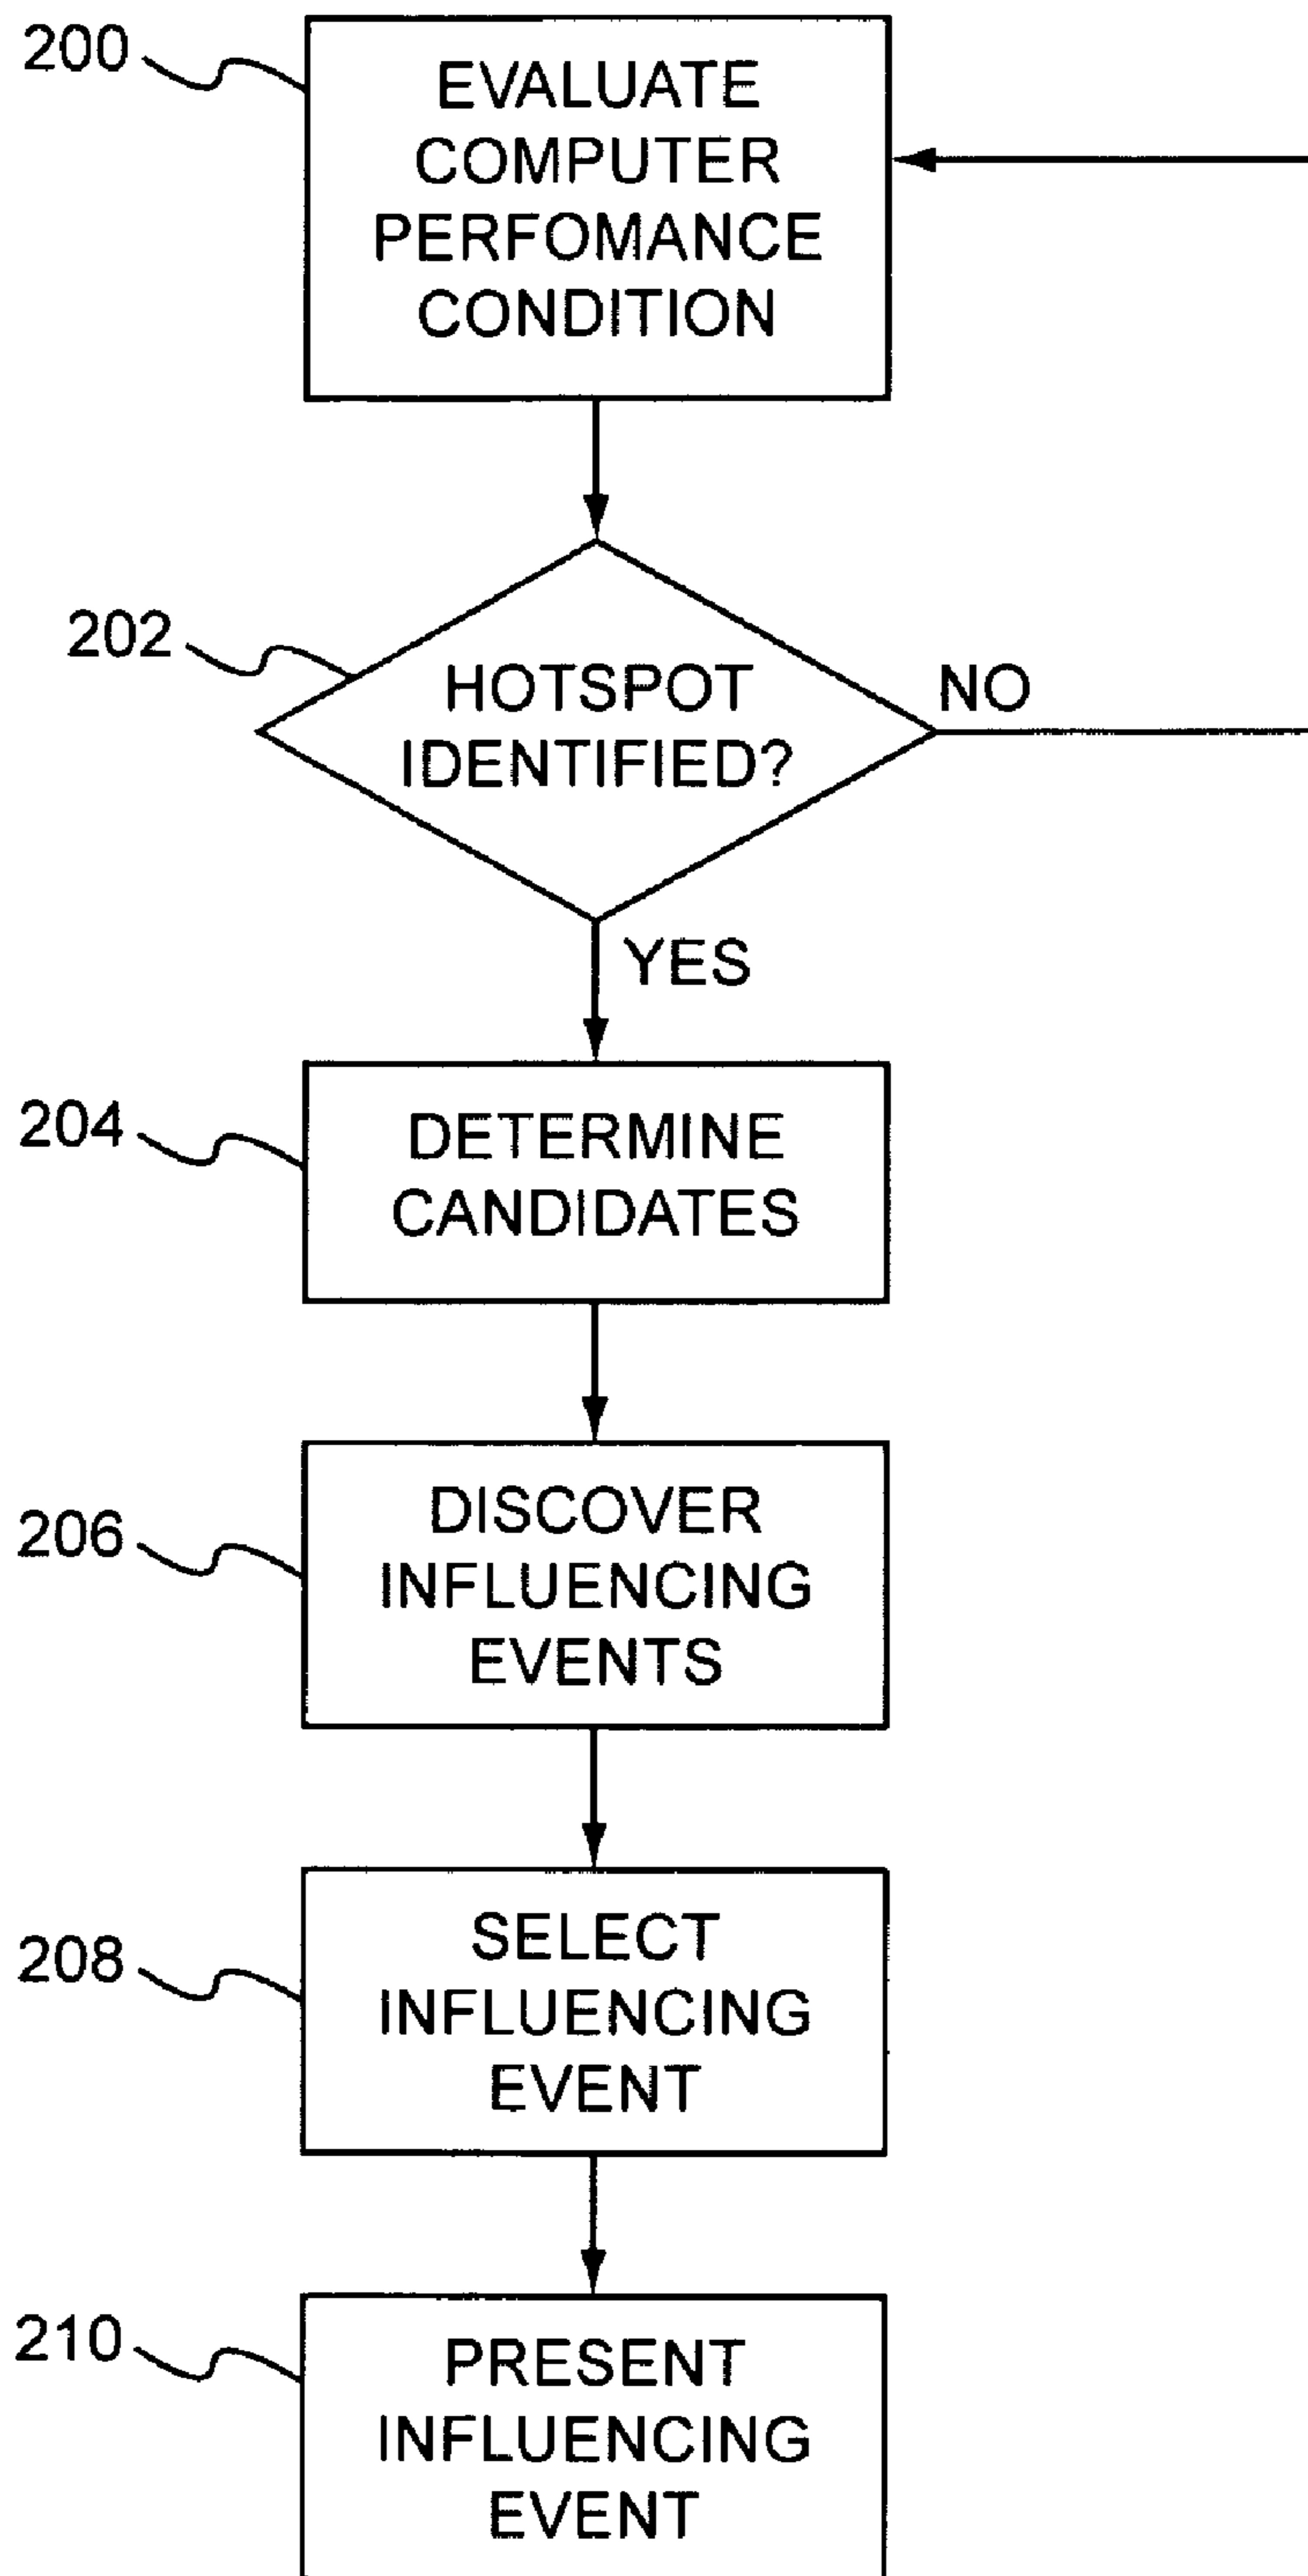 200
EVALUATE
COMPUTER
PERFOMANCE
CONDITION
202
HOTSPOT
IDENTIFIED?
NO
YES
204
DETERMINE
CANDIDATES
206
DISCOVER
INFLUENCING
EVENTS
208
SELECT
INFLUENCING
EVENT
210
PRESENT
INFLUENCING
EVENT